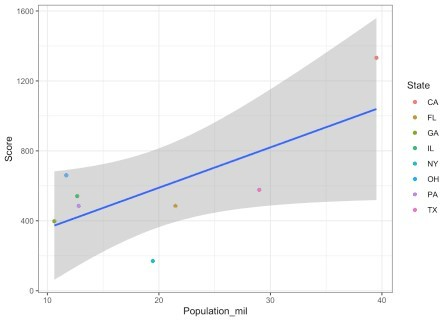 1600
1200
800
400
0
Score
10
20
30
40
Population_mil
State
CA
FL
GA
IL
NY
OH
PA
TX